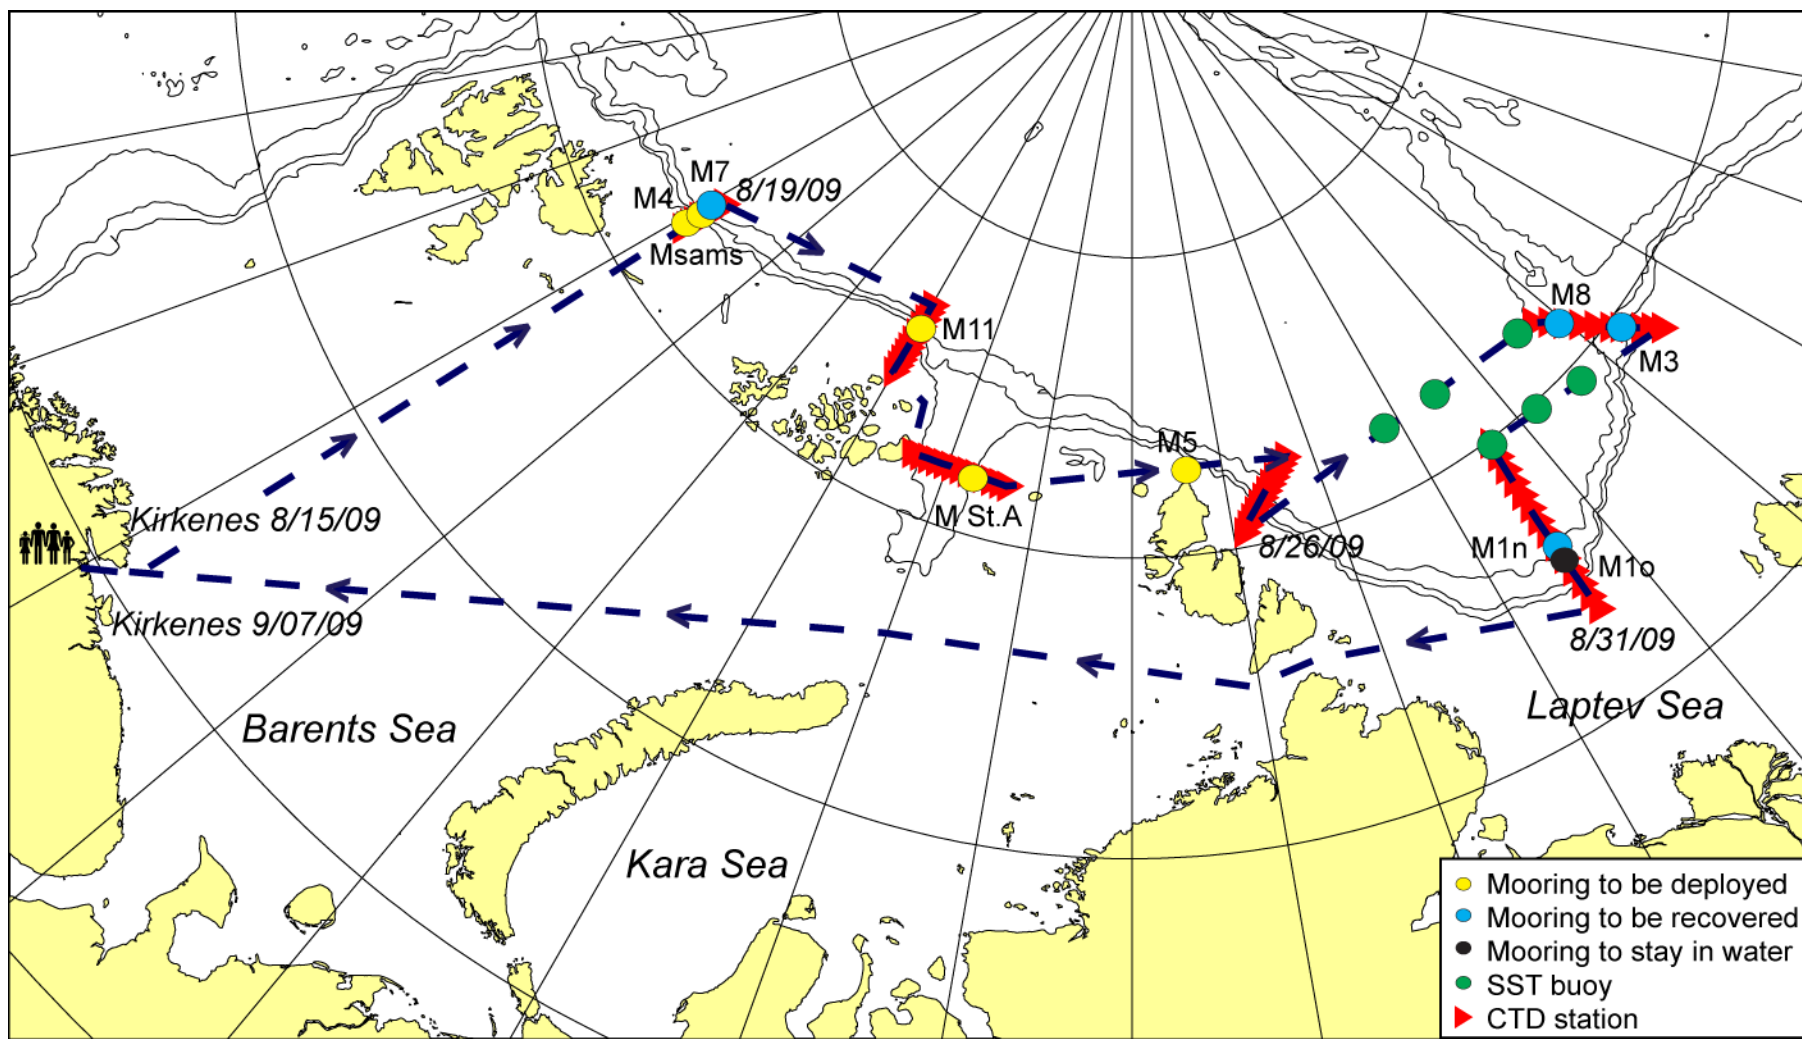 M7
8/19/09
M4
Msams
M8
M11
M3
M5
M St.A
Kirkenes 8/15/09
8/26/09
M1n
M1o
Kirkenes 9/07/09
8/31/09
Laptev Sea
Barents Sea
Kara Sea
Mooring to be deployed
Mooring to be recovered
Mooring to stay in water
SST buoy
CTD station